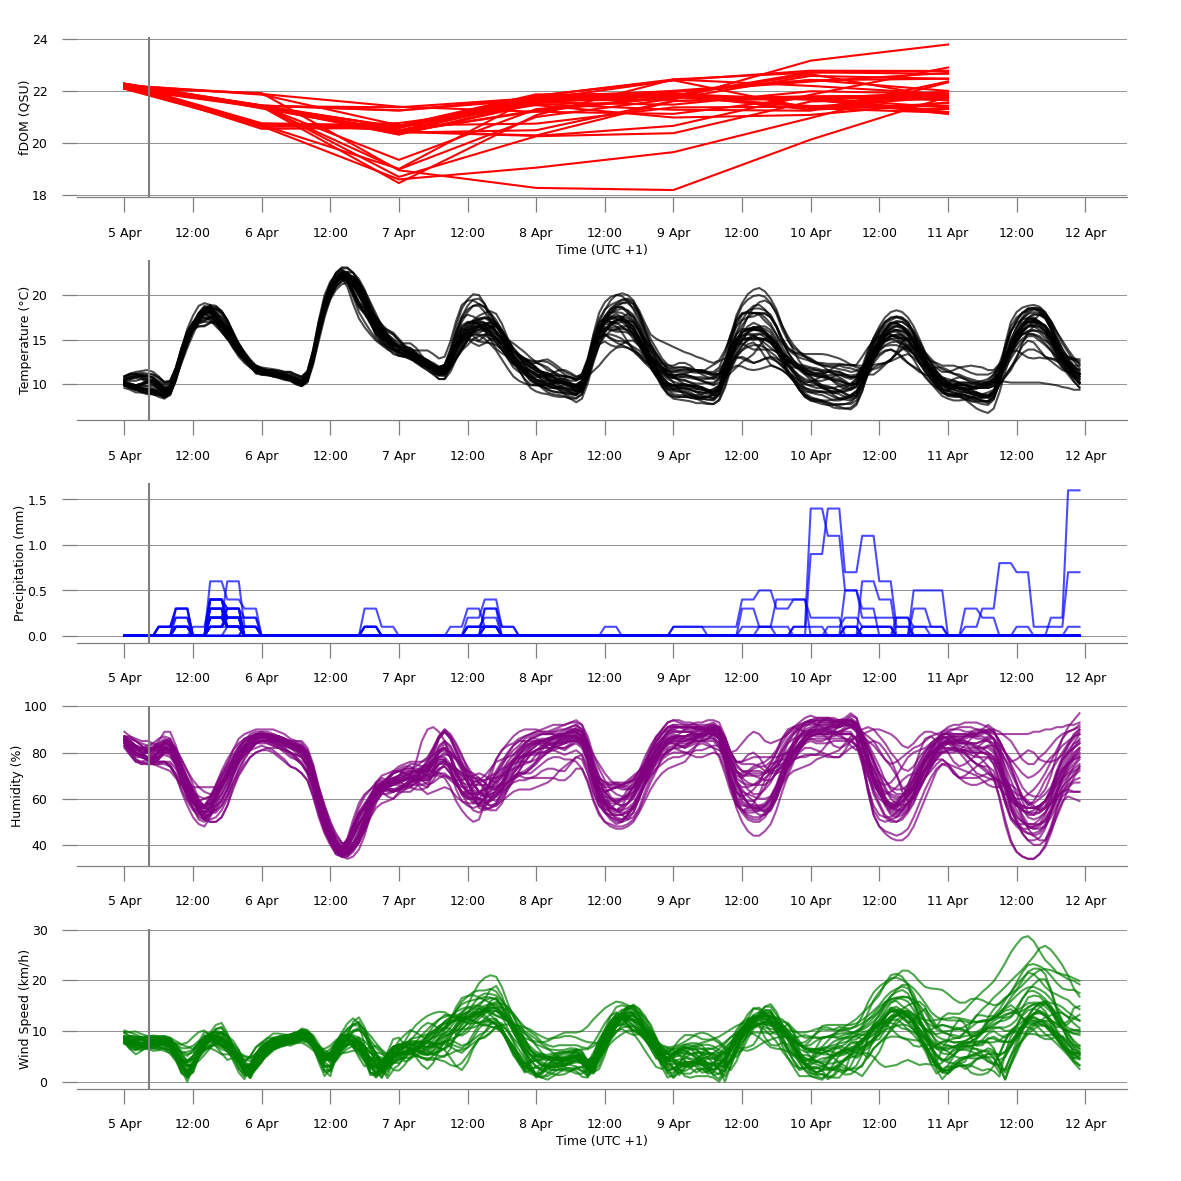 24
22
20
18
fDOM (QSU)
5 Apr 12:00 6 Apr 12:00 7 Apr 12:00 8 Apr 12:00 9 Apr 12:00 10 Apr 12:00 11 Apr 12:00 12 Apr
Time (UTC +1)
20
15
10
Temperature (°C)
5 Apr 12:00 6 Apr 12:00 7 Apr 12:00 8 Apr 12:00 9 Apr 12:00 10 Apr 12:00 11 Apr 12:00 12 Apr
1.5
1.0
0.5
0.0
Precipitation (mm)
5 Apr 12:00 6 Apr 12:00 7 Apr 12:00 8 Apr 12:00 9 Apr 12:00 10 Apr 12:00 11 Apr 12:00 12 Apr
100
80
60
40
Humidity (%)
5 Apr 12:00 6 Apr 12:00 7 Apr 12:00 8 Apr 12:00 9 Apr 12:00 10 Apr 12:00 11 Apr 12:00 12 Apr
30
20
10
0
Wind Speed (km/h)
5 Apr 12:00 6 Apr 12:00 7 Apr 12:00 8 Apr 12:00 9 Apr 12:00 10 Apr 12:00 11 Apr 12:00 12 Apr
Time (UTC +1)